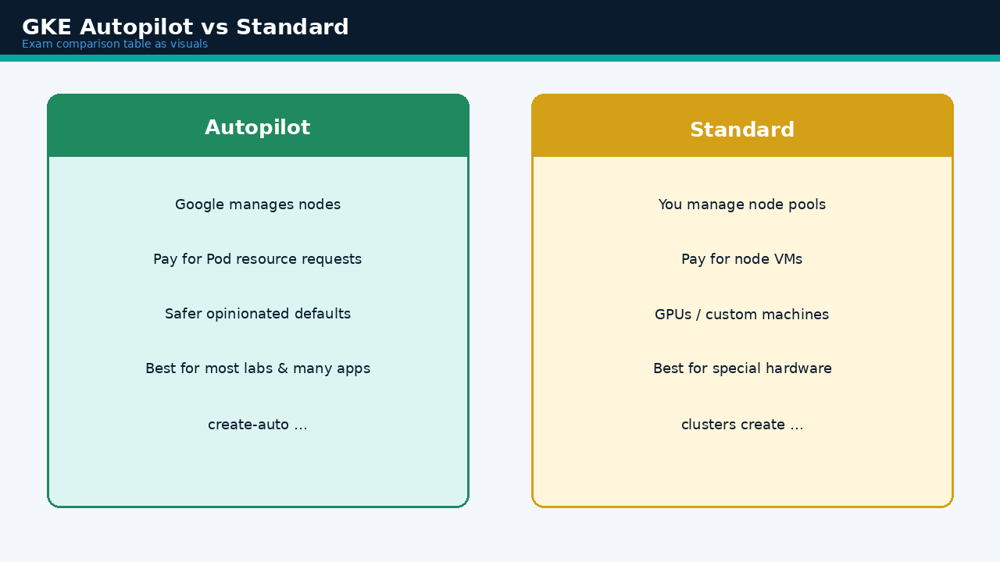 GKE Autopilot vs Standard
Exam comparison table as visuals
Autopilot
Google manages nodes
Pay for Pod resource requests
Safer opinionated defaults
Best for most labs & many apps
create-auto ...
Standard
You manage node pools
Pay for node VMs
GPUs / custom machines
Best for special hardware
clusters create ...